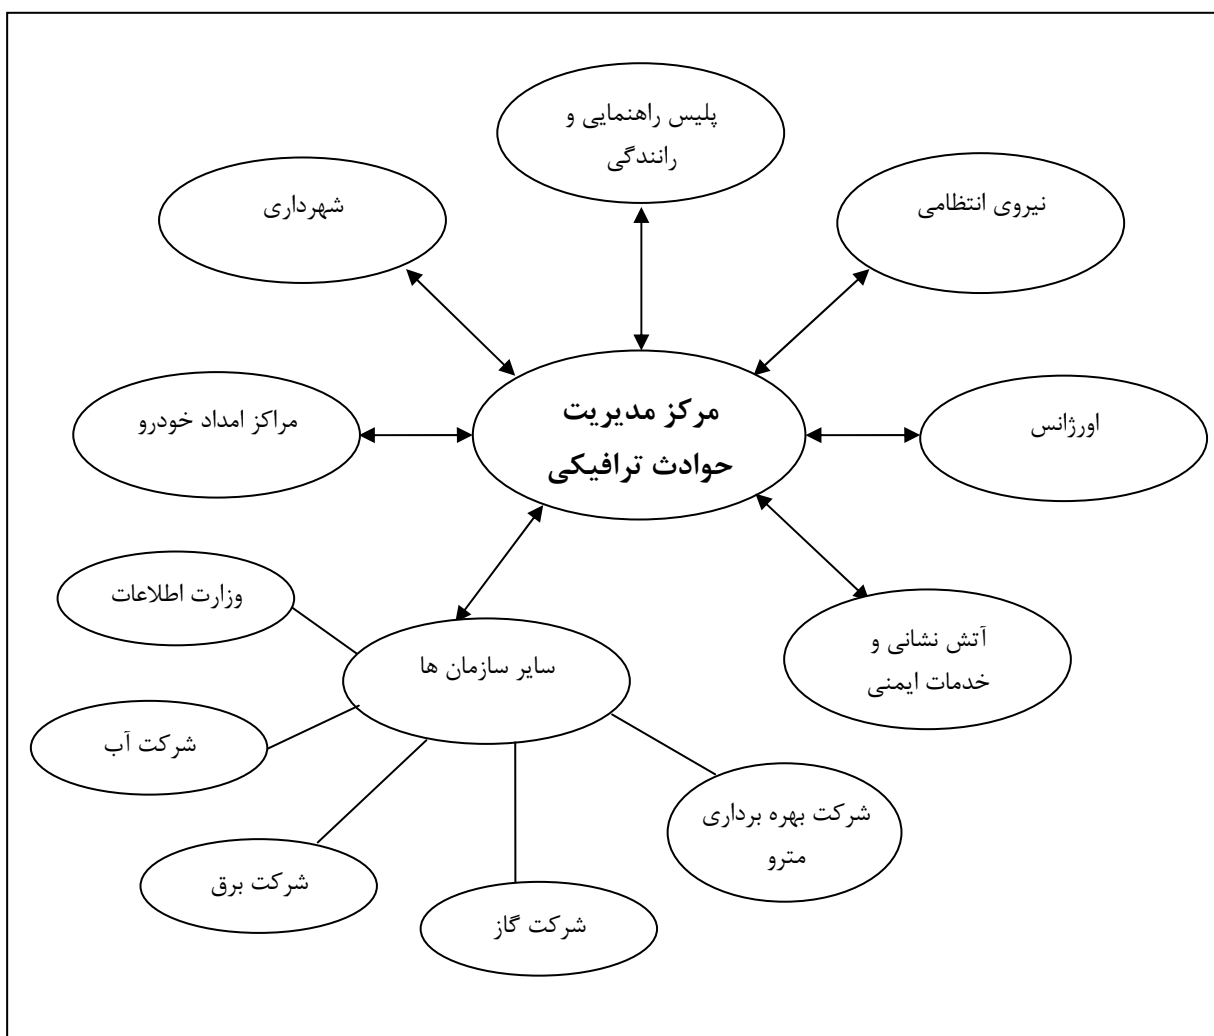 پلیس راهنمایی و
رانندگی
نیروی انتظامی
شهرداری
مرکز مدیریت
حوادث ترافیکی
اورژانس
مراکز امداد خودرو
آتش نشانی و
خدمات ایمنی
سایر سازمان ها
وزارت اطلاعات
شرکت آب
شرکت بهره برداری
مترو
شرکت برق
شرکت گاز